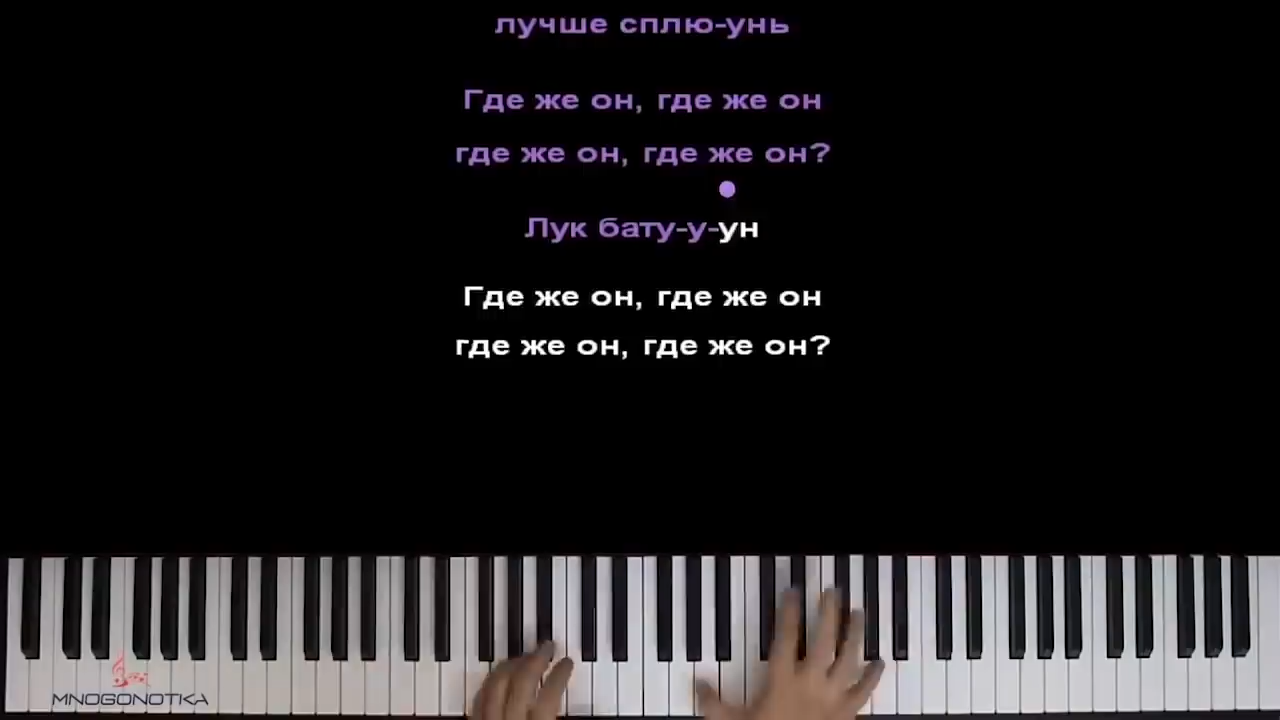 лучше сплю-унь
Где же он, где же он
где же он, где же он?
Лук бату-у-ун
Где же он, где же он
где же он, где же он?
MNOGONOTKA